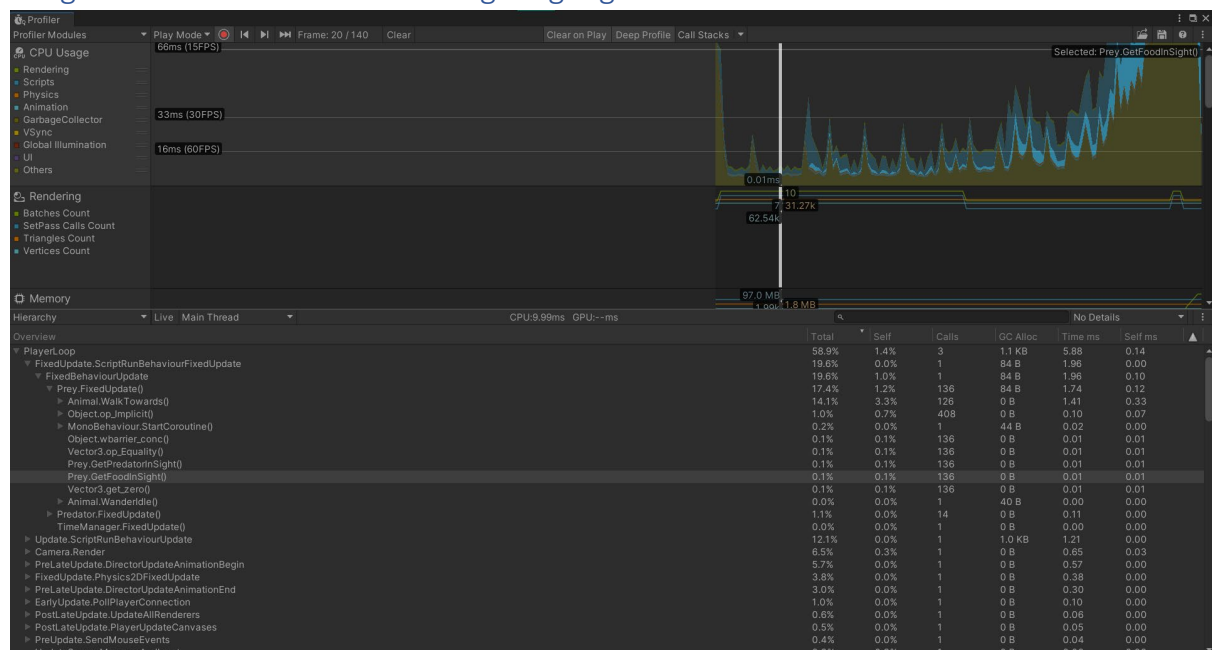 Profiler
Profiler Modules Play Mode Frame: 20 / 140 Clear Clear on Play Deep Profile Call Stacks
CPU Usage
Rendering
Scripts
Physics
Animation
GarbageCollector
VSync
Global Illumination
UI
Others
66ms (15FPS)
33ms (30FPS)
16ms (60FPS)
Selected: Prey.GetFoodInSight()
0.01ms
Rendering
Batches Count
SetPass Calls Count
Triangles Count
Vertices Count
10
7 31.27k
62.54k
Memory
97.0 MB
1.99k 1.8 MB
Hierarchy Live Main Thread CPU:9.99ms GPU:--ms No Details
Overview Total Self Calls GC Alloc Time ms Self ms
PlayerLoop 58.9% 1.4% 3 1.1 KB 5.88 0.14
FixedUpdate.ScriptRunBehaviourFixedUpdate 19.6% 0.0% 1 84 B 1.96 0.00
FixedBehaviourUpdate 19.6% 1.0% 1 84 B 1.96 0.10
Prey.FixedUpdate() 17.4% 1.2% 136 84 B 1.74 0.12
Animal.WalkTowards() 14.1% 3.3% 126 0 B 1.41 0.33
Object.op_Implicit() 1.0% 0.7% 408 0 B 0.10 0.07
MonoBehaviour.StartCoroutine() 0.2% 0.0% 1 44 B 0.02 0.00
Object.wbarrier_conc() 0.1% 0.1% 136 0 B 0.01 0.01
Vector3.op_Equality() 0.1% 0.1% 136 0 B 0.01 0.01
Prey.GetPredatorInSight() 0.1% 0.1% 136 0 B 0.01 0.01
Prey.GetFoodInSight() 0.1% 0.1% 136 0 B 0.01 0.01
Vector3.get_zero() 0.1% 0.1% 136 0 B 0.01 0.01
Animal.WanderIdle() 0.0% 0.0% 1 40 B 0.00 0.00
Predator.FixedUpdate() 1.1% 0.0% 14 0 B 0.11 0.00
TimeManager.FixedUpdate() 0.0% 0.0% 1 0 B 0.00 0.00
Update.ScriptRunBehaviourUpdate 12.1% 0.0% 1 1.0 KB 1.21 0.00
Camera.Render 6.5% 0.3% 1 0 B 0.65 0.03
PreLateUpdate.DirectorUpdateAnimationBegin 5.7% 0.0% 1 0 B 0.57 0.00
FixedUpdate.Physics2DFixedUpdate 3.8% 0.0% 1 0 B 0.38 0.00
PreLateUpdate.DirectorUpdateAnimationEnd 3.0% 0.0% 1 0 B 0.30 0.00
EarlyUpdate.PollPlayerConnection 1.0% 0.0% 1 0 B 0.10 0.00
PostLateUpdate.UpdateAllRenderers 0.6% 0.0% 1 0 B 0.06 0.00
PostLateUpdate.PlayerUpdateCanvases 0.5% 0.0% 1 0 B 0.05 0.00
PreUpdate.SendMouseEvents 0.4% 0.0% 1 0 B 0.04 0.00